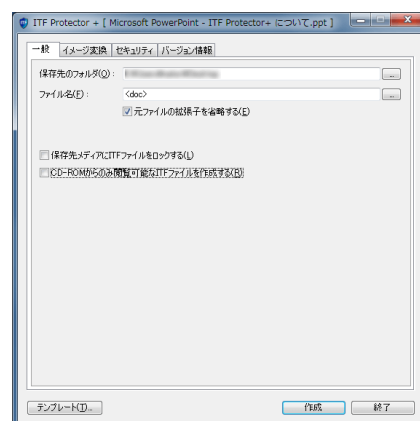 ITF Protector + [ Microsoft PowerPoint - ITF Protector+ について.ppt ]
一般 イメージ変換 セキュリティ バージョン情報
保存先のフォルダ(O):
...
ファイル名(F): <doc> ...
元ファイルの拡張子を省略する(E)
保存先メディアにITFファイルをロックする(L)
CD-ROMからのみ閲覧可能なITFファイルを作成する(R)
テンプレート(T)... 作成 終了